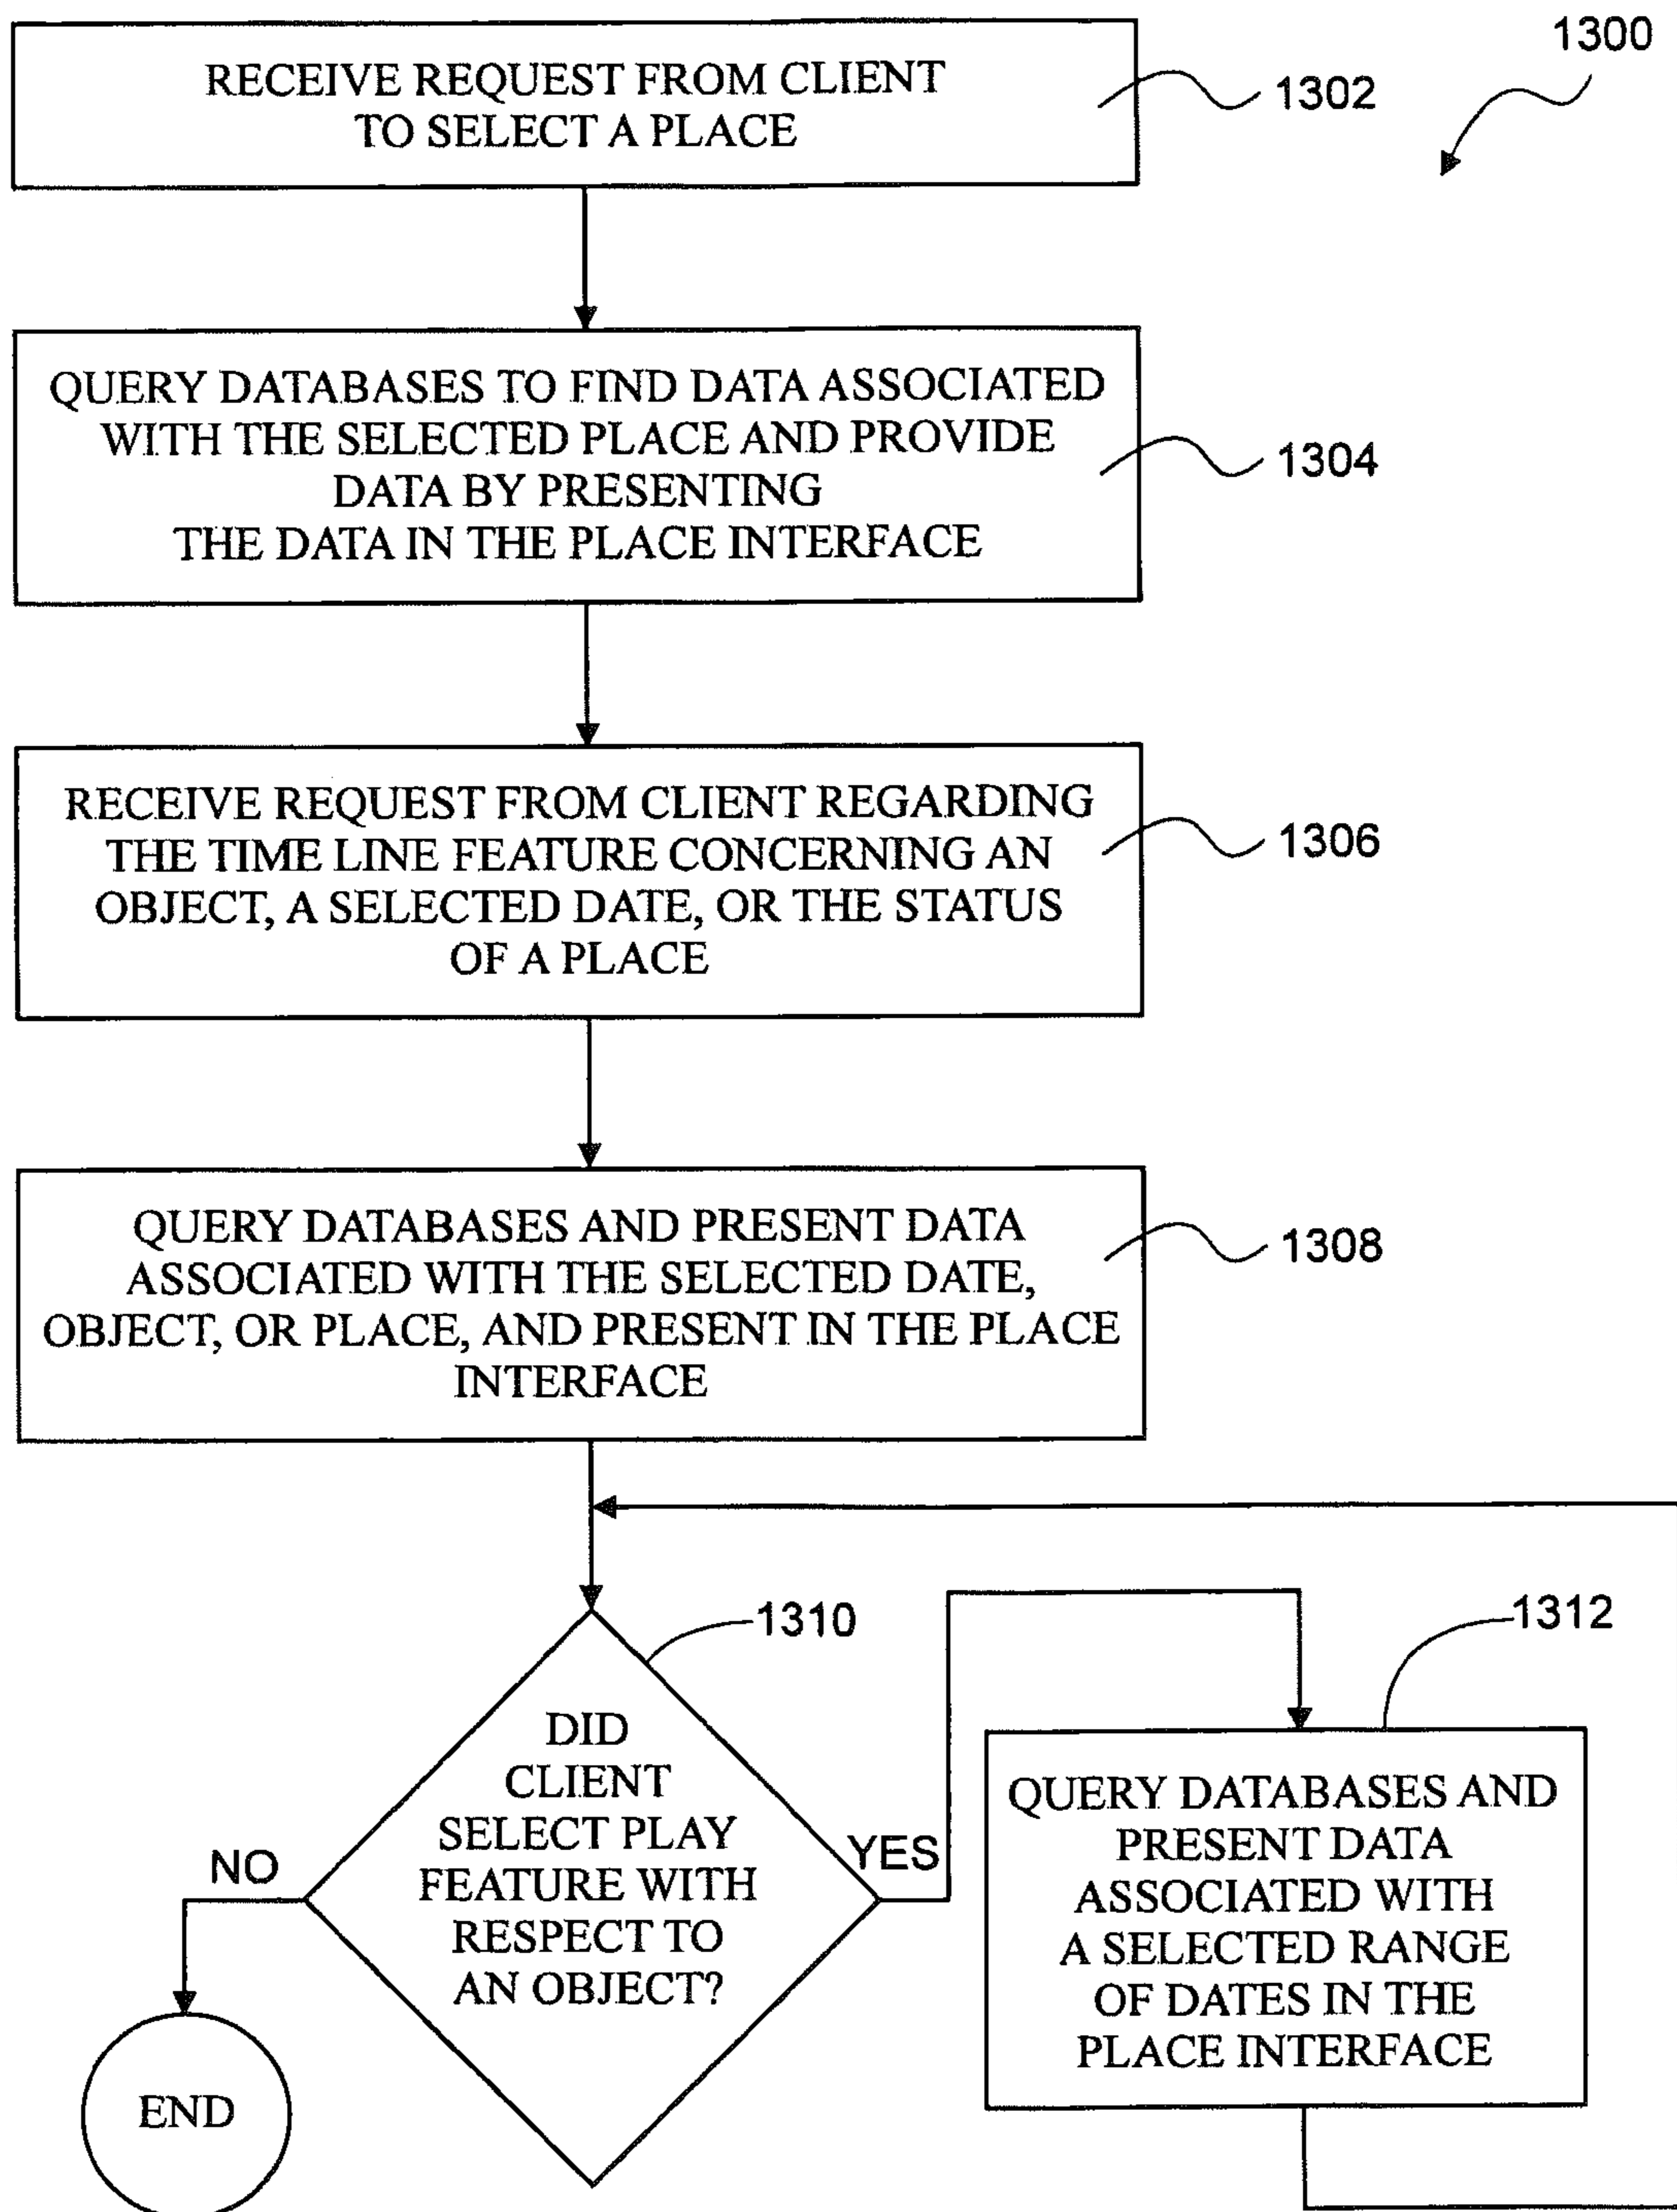 1300
RECEIVE REQUEST FROM CLIENT
TO SELECT A PLACE
1302
QUERY DATABASES TO FIND DATA ASSOCIATED
WITH THE SELECTED PLACE AND PROVIDE
DATA BY PRESENTING
THE DATA IN THE PLACE INTERFACE
1304
RECEIVE REQUEST FROM CLIENT REGARDING
THE TIME LINE FEATURE CONCERNING AN
OBJECT, A SELECTED DATE, OR THE STATUS
OF A PLACE
1306
QUERY DATABASES AND PRESENT DATA
ASSOCIATED WITH THE SELECTED DATE,
OBJECT, OR PLACE, AND PRESENT IN THE PLACE
INTERFACE
1308
1310
DID
CLIENT
SELECT PLAY
FEATURE WITH
RESPECT TO
AN OBJECT?
NO
YES
END
1312
QUERY DATABASES AND
PRESENT DATA
ASSOCIATED WITH
A SELECTED RANGE
OF DATES IN THE
PLACE INTERFACE